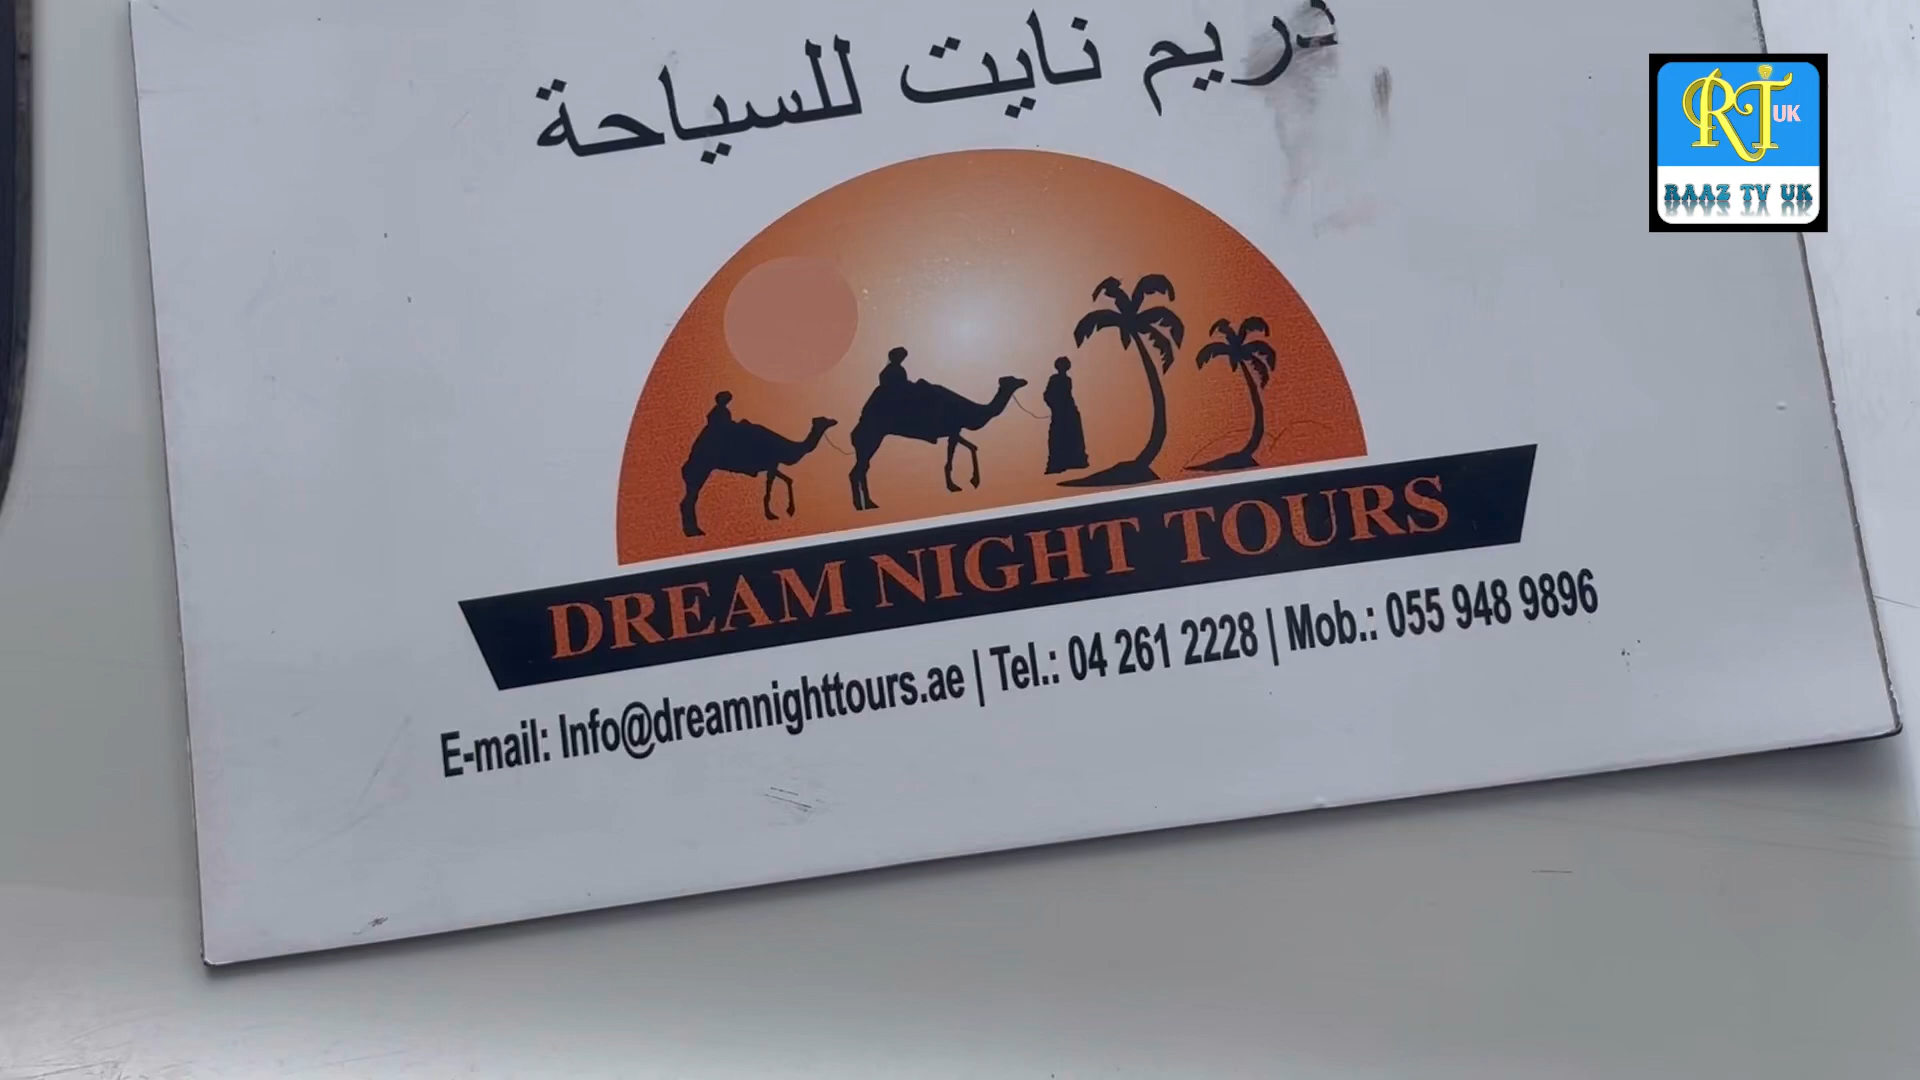 دريم نايت للسياحة
RT UK
RAAZ TV UK
DREAM NIGHT TOURS
E-mail: Info@dreamnighttours.ae | Tel.: 04 261 2228 | Mob.: 055 948 9896